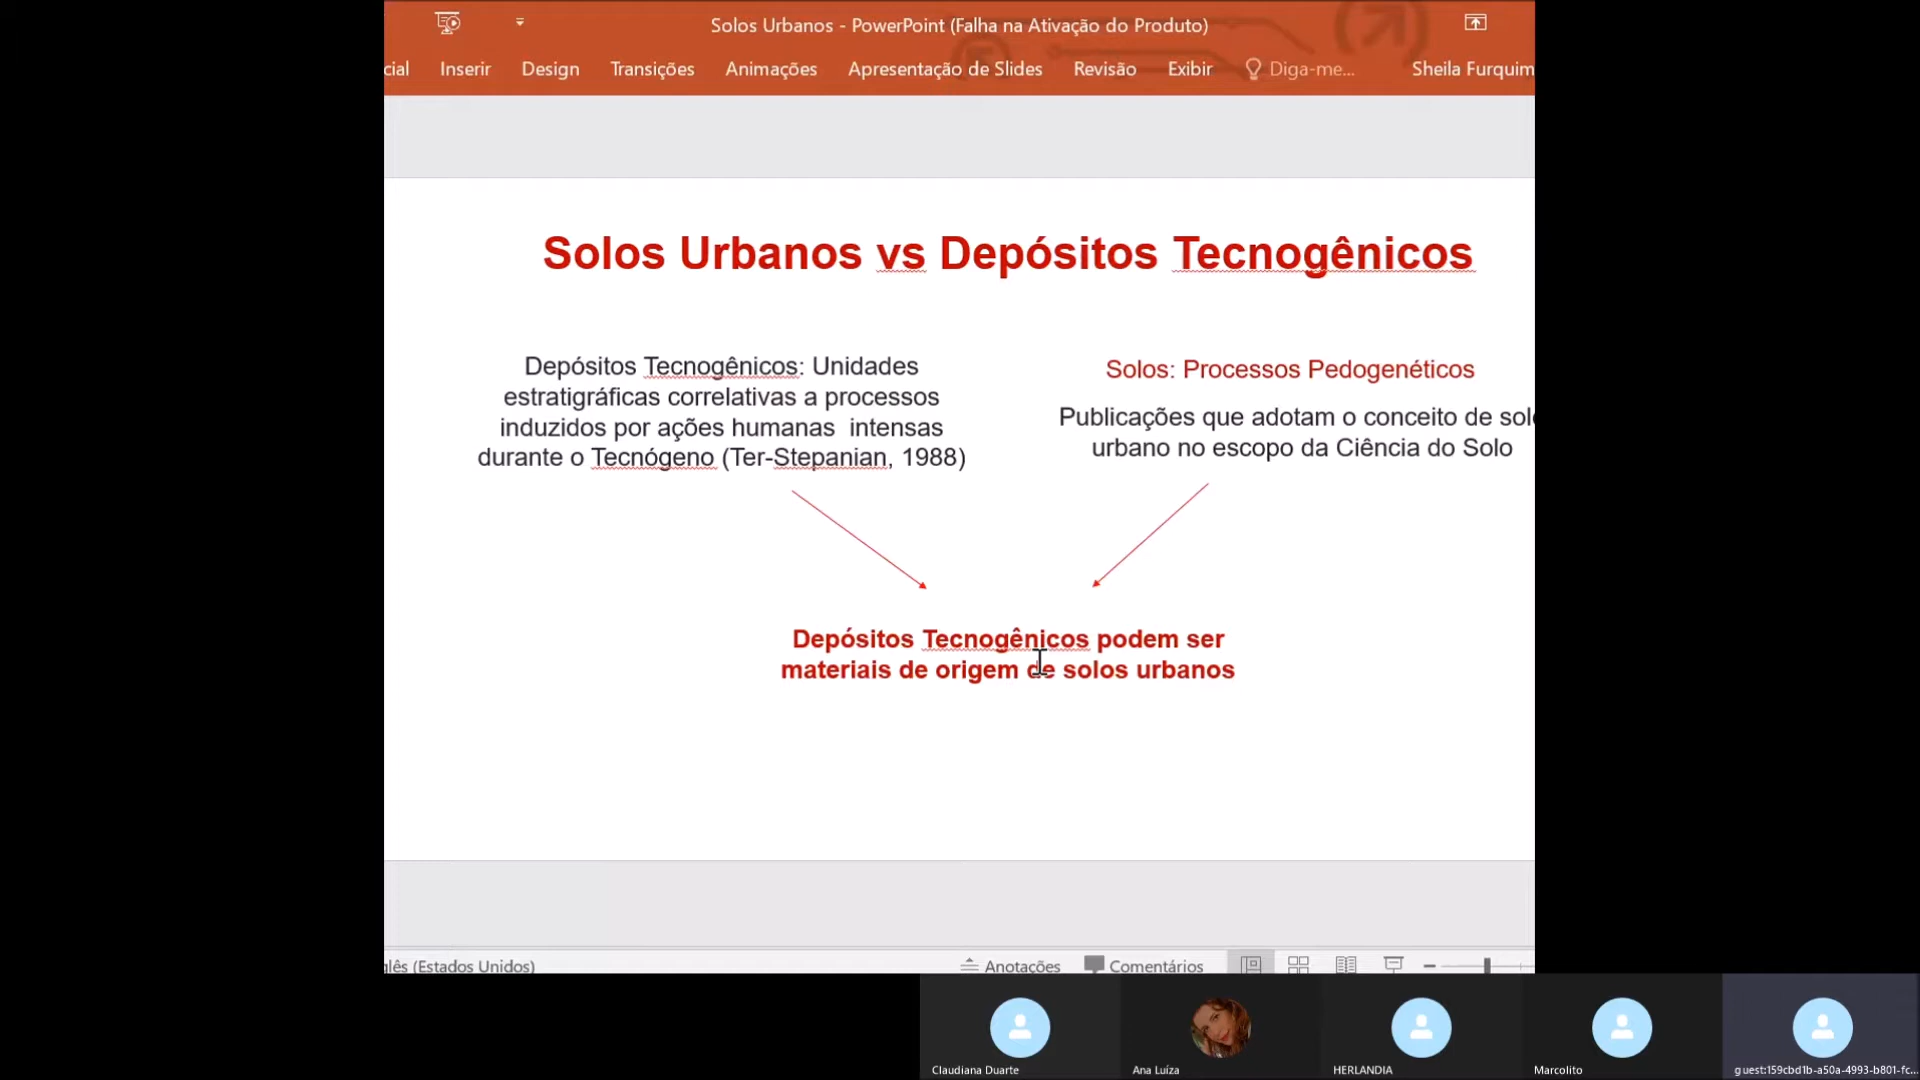 Solos Urbanos - PowerPoint (Falha na Ativação do Produto)
cial Inserir Design Transições Animações Apresentação de Slides Revisão Exibir Diga-me... Sheila Furquim
Solos Urbanos vs Depósitos Tecnogênicos
Depósitos Tecnogênicos: Unidades
estratigráficas correlativas a processos
induzidos por ações humanas intensas
durante o Tecnógeno (Ter-Stepanian, 1988)
Solos: Processos Pedogenéticos
Publicações que adotam o conceito de solo
urbano no escopo da Ciência do Solo
Depósitos Tecnogênicos podem ser
materiais de origem de solos urbanos
glês (Estados Unidos) Anotações Comentários
Claudiana Duarte Ana Luíza HERLANDIA Marcolito guest:159cbd1b-a50a-4993-b801-fc...